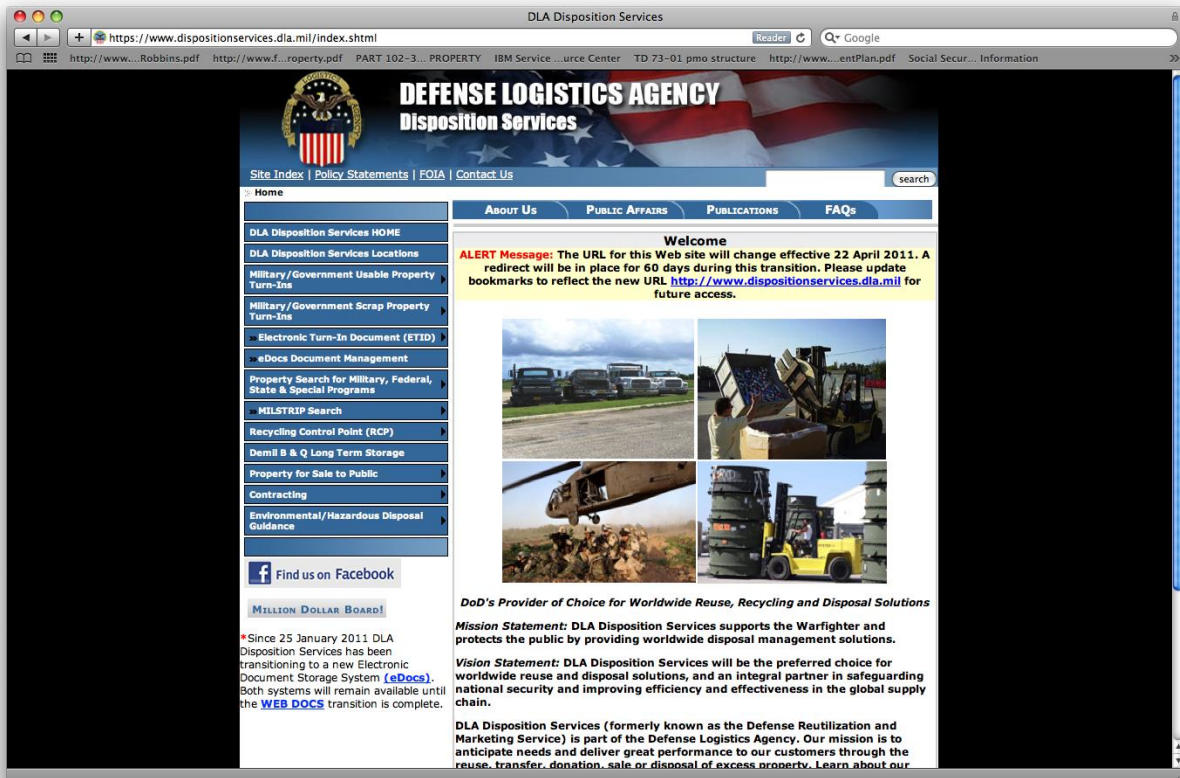 DLA Disposition Services
https://www.dispositionservices.dla.mil/index.shtml
Reader
Google
http://www....Robbins.pdf http://www.f...roperty.pdf PART 102-3... PROPERTY IBM Service ...urce Center TD 73-01 pmo structure http://www....entPlan.pdf Social Secur... Information
DEFENSE LOGISTICS AGENCY
Disposition Services
Site Index | Policy Statements | FOIA | Contact Us
search
Home
ABOUT US PUBLIC AFFAIRS PUBLICATIONS FAQS
DLA Disposition Services HOME
DLA Disposition Services Locations
Military/Government Usable Property
Turn-Ins
Military/Government Scrap Property
Turn-Ins
»Electronic Turn-In Document (ETID)
»eDocs Document Management
Property Search for Military, Federal,
State & Special Programs
»MILSTRIP Search
Recycling Control Point (RCP)
Demil B & Q Long Term Storage
Property for Sale to Public
Contracting
Environmental/Hazardous Disposal
Guidance
Find us on Facebook
MILLION DOLLAR BOARD!
*Since 25 January 2011 DLA
Disposition Services has been
transitioning to a new Electronic
Document Storage System (eDocs).
Both systems will remain available until
the WEB DOCS transition is complete.
Welcome
ALERT Message: The URL for this Web site will change effective 22 April 2011. A
redirect will be in place for 60 days during this transition. Please update
bookmarks to reflect the new URL http://www.dispositionservices.dla.mil for
future access.
DoD's Provider of Choice for Worldwide Reuse, Recycling and Disposal Solutions
Mission Statement: DLA Disposition Services supports the Warfighter and
protects the public by providing worldwide disposal management solutions.
Vision Statement: DLA Disposition Services will be the preferred choice for
worldwide reuse and disposal solutions, and an integral partner in safeguarding
national security and improving efficiency and effectiveness in the global supply
chain.
DLA Disposition Services (formerly known as the Defense Reutilization and
Marketing Service) is part of the Defense Logistics Agency. Our mission is to
anticipate needs and deliver great performance to our customers through the
reuse, transfer, donation, sale or disposal of excess property. Learn about our